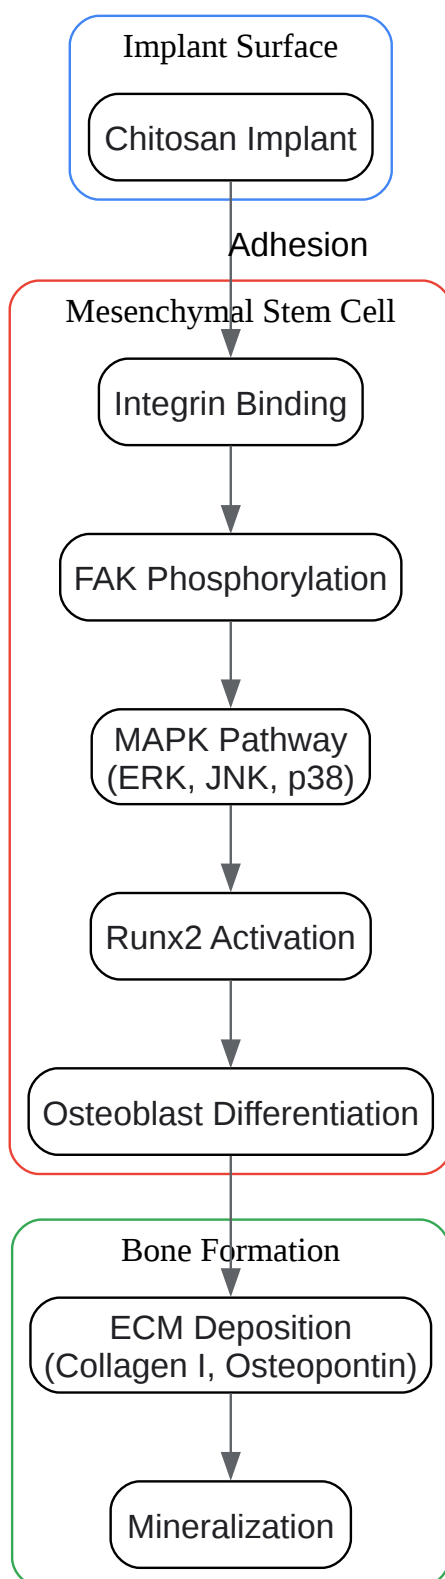 Implant Surface
Chitosan Implant
Adhesion
Mesenchymal Stem Cell
Integrin Binding
FAK Phosphorylation
MAPK Pathway
(ERK, JNK, p38)
Runx2 Activation
Osteoblast Differentiation
Bone Formation
ECM Deposition
(Collagen I, Osteopontin)
Mineralization